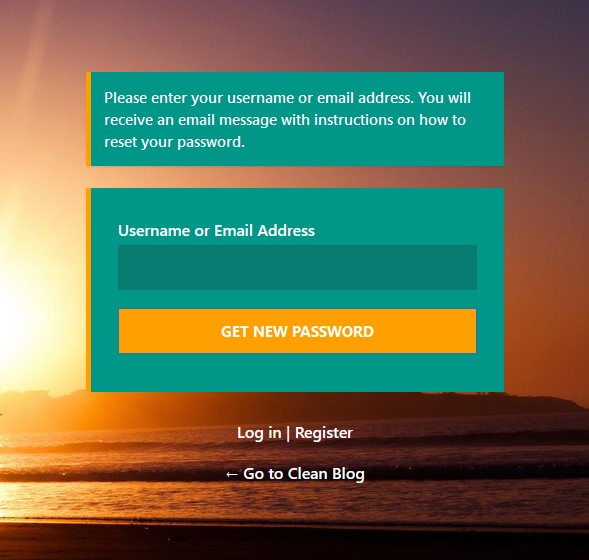 Please enter your username or email address. You will
receive an email message with instructions on how to
reset your password.
Username or Email Address
GET NEW PASSWORD
Log in | Register
← Go to Clean Blog